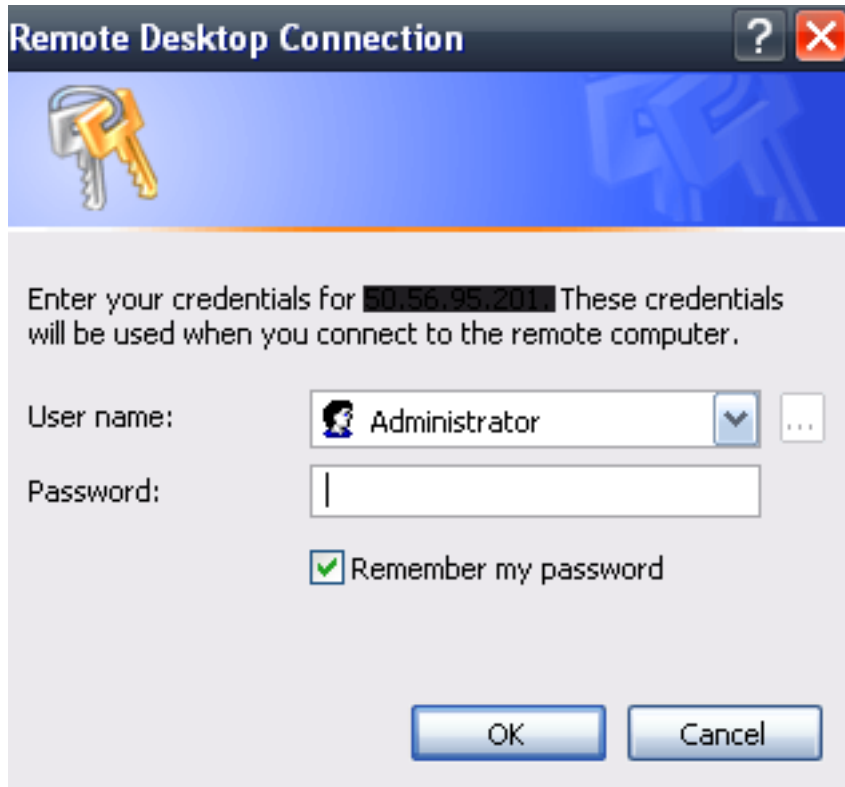 Remote Desktop Connection
?
Enter your credentials for 50.56.95.201. These credentials
will be used when you connect to the remote computer.
User name:
Administrator
...
Password:
Remember my password
OK
Cancel